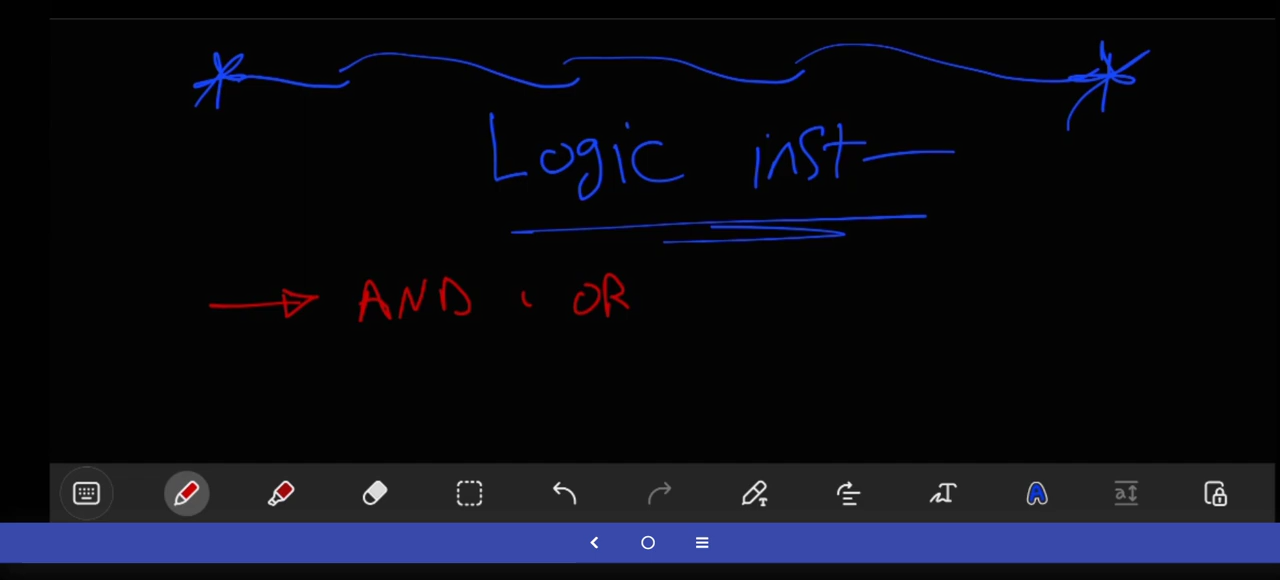 Logic inst
→ AND , OR